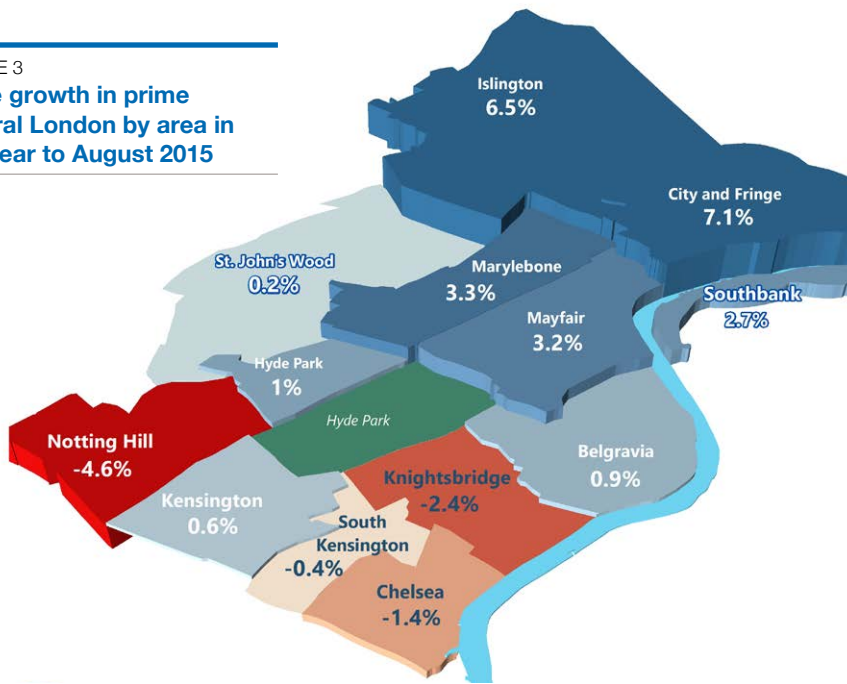 E 3
e growth in prime
ral London by area in
ear to August 2015
Islington
6.5%
City and Fringe
7.1%
St. John's Wood
0.2%
Marylebone
3.3%
Southbank
2.7%
Mayfair
3.2%
Hyde Park
1%
Hyde Park
Notting Hill
-4.6%
Belgravia
0.9%
Knightsbridge
-2.4%
Kensington
0.6%
South
Kensington
-0.4%
Chelsea
-1.4%